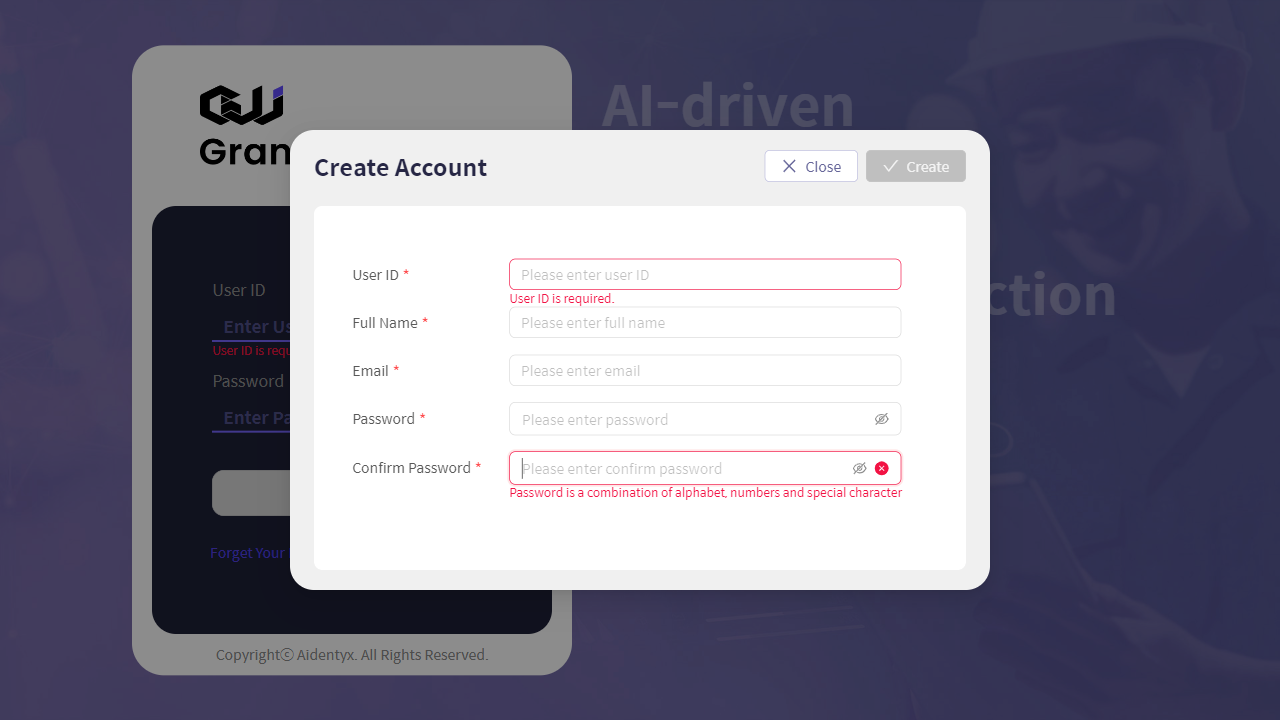 AI-driven
Gran
Create Account
Close
Create
ction
User ID *
Please enter user ID
User ID is required.
Full Name *
Please enter full name
Email *
Please enter email
Password *
Please enter password
Confirm Password *
Please enter confirm password
Password is a combination of alphabet, numbers and special character
User ID
Enter Us
User ID is requ
Password
Enter Pa
Forget Your
Copyrightⓒ Aidentyx. All Rights Reserved.